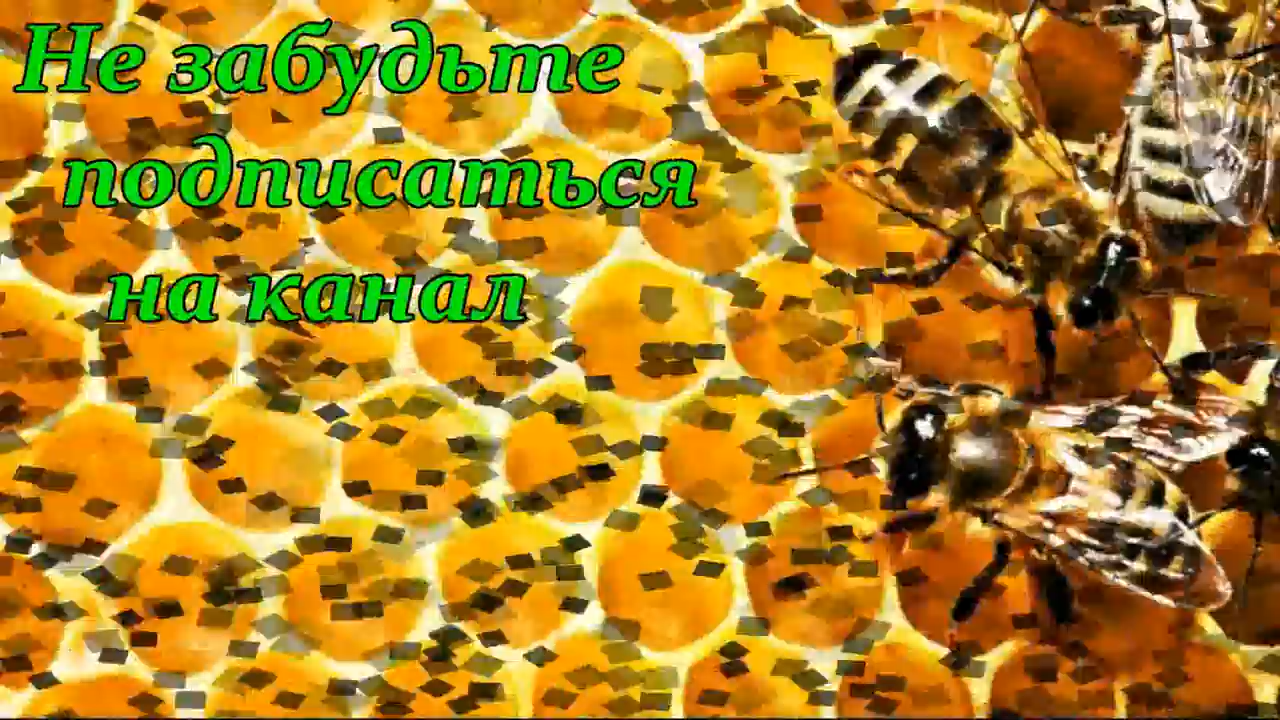 Не забудьте
подписаться
на канал